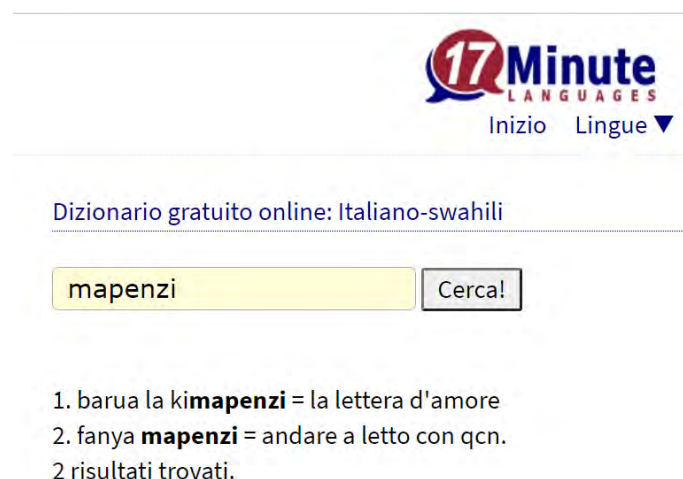 17 Minute
LANGUAGES
Inizio Lingue ▼
Dizionario gratuito online: Italiano-swahili
mapenzi Cerca!
1. barua la kimapenzi = la lettera d'amore
2. fanya mapenzi = andare a letto con qcn.
2 risultati trovati.